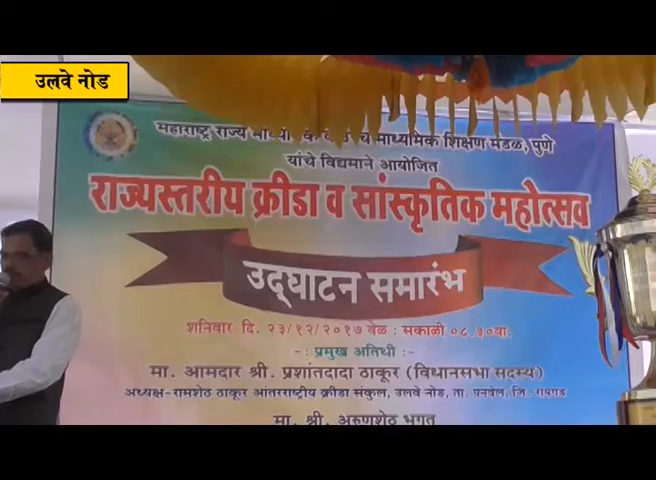 उलवे नोड
महाराष्ट्र राज्य माध्यमिक व उच्च माध्यमिक शिक्षण मंडळ, पुणे
यांचे विद्यमाने आयोजित
राज्यस्तरीय क्रीडा व सांस्कृतिक महोत्सव
उद्घाटन समारंभ
शनिवार दि. २३/१२/२०१७ वेळ : सकाळी ०८.३०वा.
-: प्रमुख अतिथी :-
मा. आमदार श्री. प्रशांतदादा ठाकूर (विधानसभा सदस्य)
अध्यक्ष-रामशेठ ठाकूर आंतरराष्ट्रीय क्रीडा संकुल, उलवे नोड, ता. पनवेल, जि. रायगड
मा. श्री. अरुणशेठ भगत